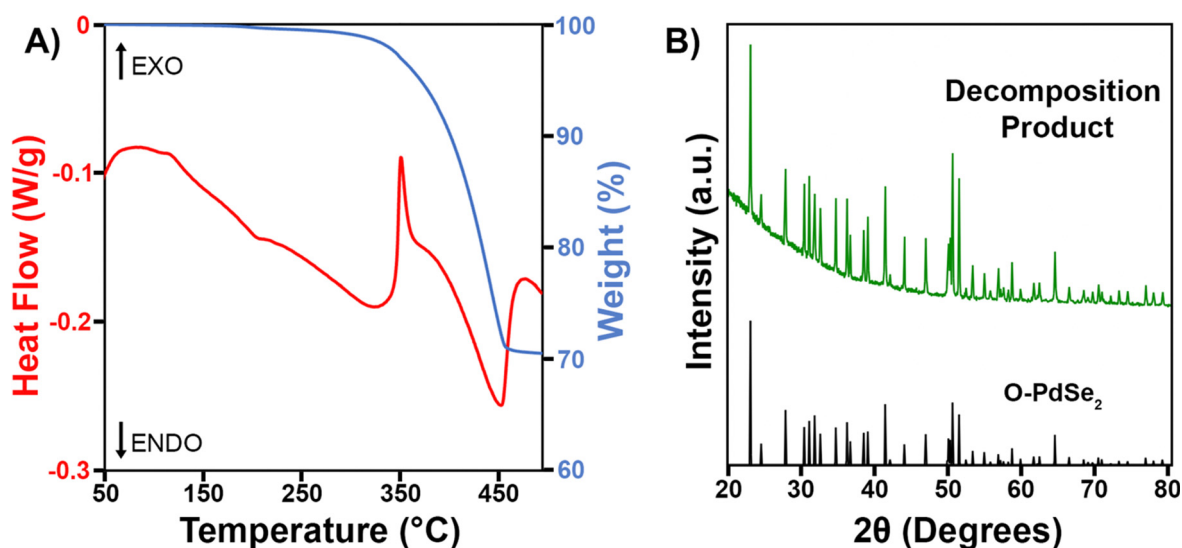 A)
0
-0.1
-0.2
-0.3
Heat Flow (W/g)
↑ EXO
↓ ENDO
100
90
80
70
60
Weight (%)
50
150
250
350
450
Temperature (°C)
B)
Decomposition
Product
O-PdSe₂
Intensity (a.u.)
20
30
40
50
60
70
80
2θ (Degrees)